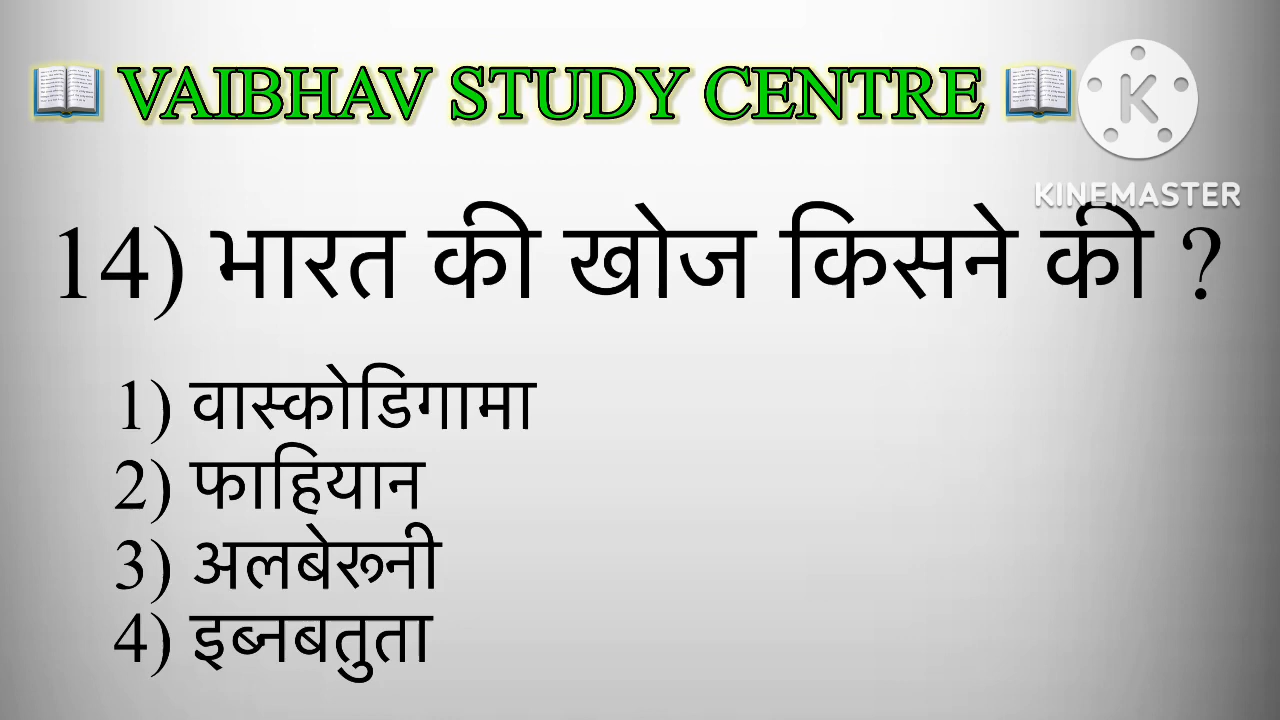 VAIBHAV STUDY CENTRE
KINEMASTER
14) भारत की खोज किसने की ?
1) वास्कोडिगामा
2) फाहियान
3) अलबेरूनी
4) इब्नबतुता